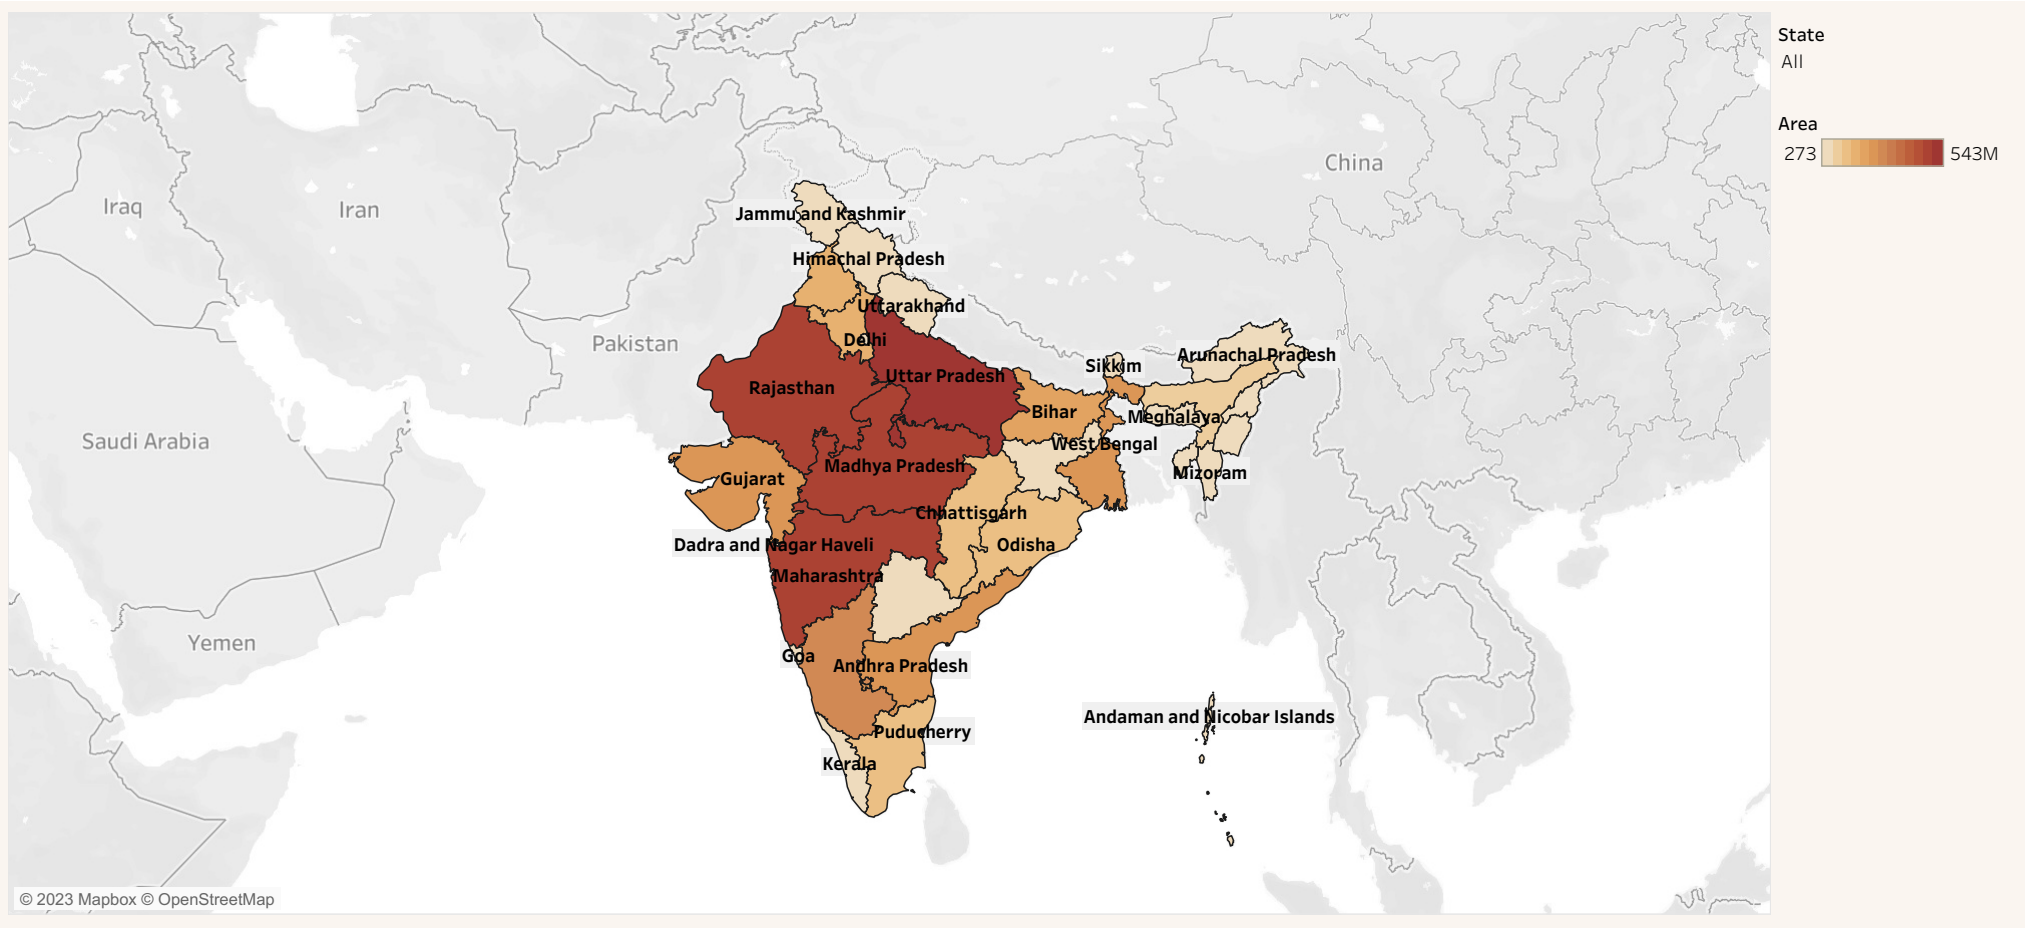 State
All
Area
273
543M
China
Iraq
Iran
Jammu and Kashmir
Himachal Pradesh
Uttarakhand
Pakistan
Delhi
Arunachal Pradesh
Sikkim
Uttar Pradesh
Rajasthan
Bihar
Meghalaya
Saudi Arabia
West Bengal
Madhya Pradesh
Mizoram
Gujarat
Chhattisgarh
Dadra and Nagar Haveli
Odisha
Maharashtra
Yemen
Goa
Andhra Pradesh
Andaman and Nicobar Islands
Puducherry
Kerala
© 2023 Mapbox © OpenStreetMap